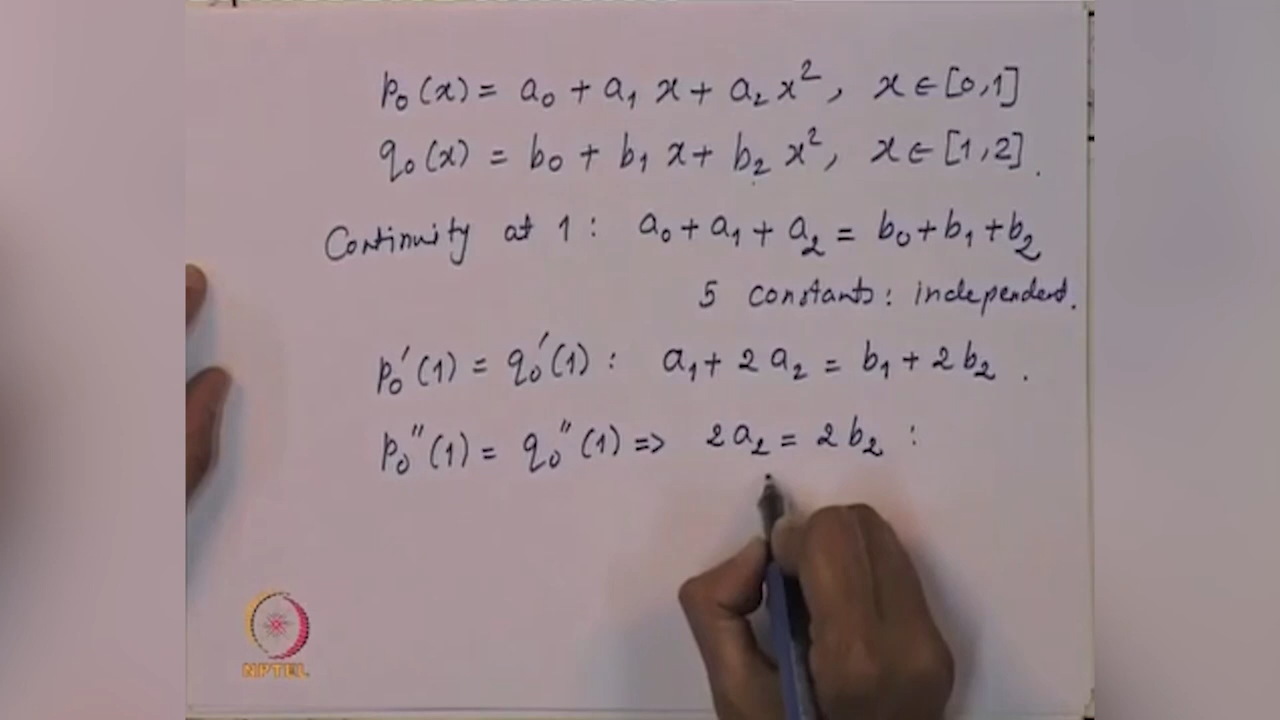 p₀(x) = a₀ + a₁ x + a₂ x², x ∈ [0,1]
q₀(x) = b₀ + b₁ x + b₂ x², x ∈ [1,2].
Continuity at 1 : a₀ + a₁ + a₂ = b₀ + b₁ + b₂
5 constants : independent.
p₀′(1) = q₀′(1) : a₁ + 2 a₂ = b₁ + 2 b₂ .
p₀″(1) = q₀″(1) => 2 a₂ = 2 b₂ :
NPTEL